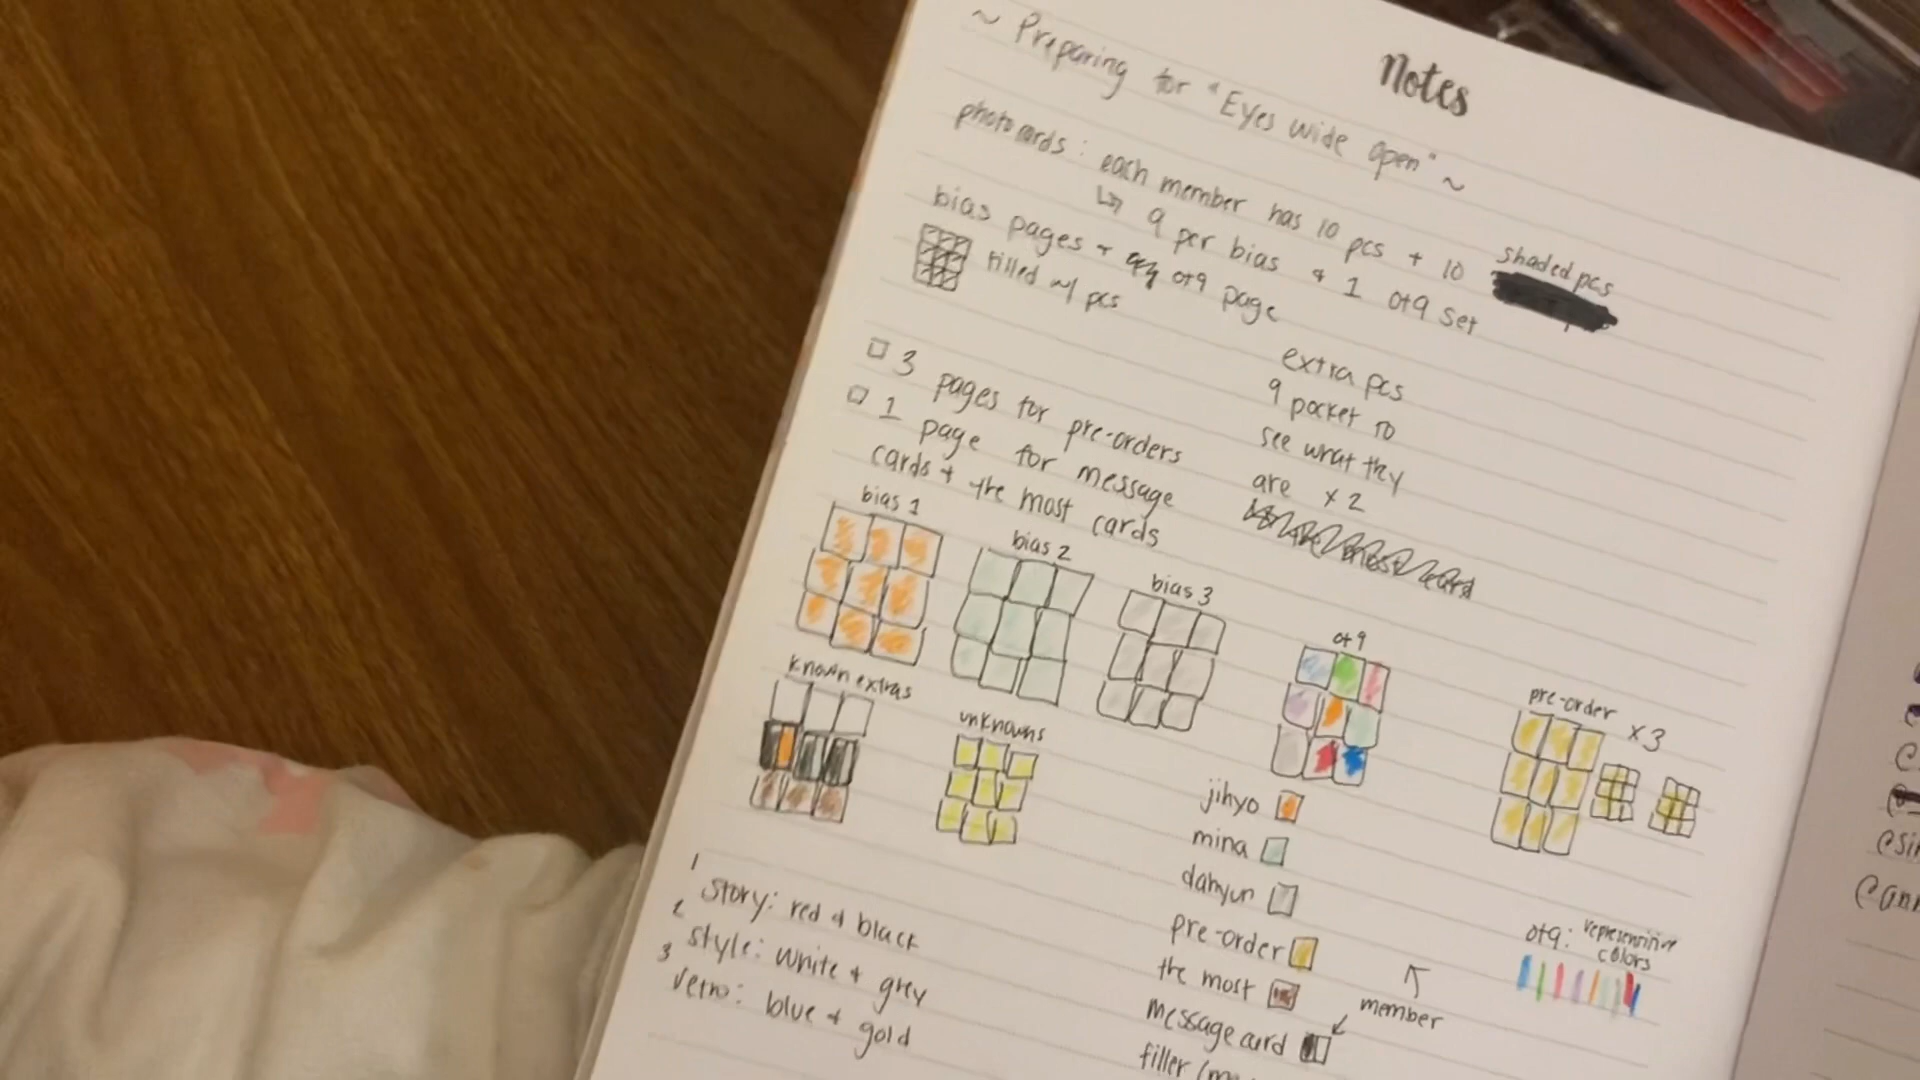 Notes
~ Preparing for "Eyes wide open" ~
photocards: each member has 10 pcs + 10 shaded pcs
↳ 9 per bias & 1 ot9 set
bias pages + ot9 page
filled w/ pcs
extra pcs
9 pocket to
see what they
are x2
□ 3 pages for pre-orders
□ 1 page for message
cards + the most cards
bias 1
bias 2
bias 3
ot9
pre-order x3
known extras
unknowns
jihyo
mina
dahyun
pre-order
the most
message card
member
ot9: colors
1 story: red & black
2 style: white & grey
3 retro: blue & gold